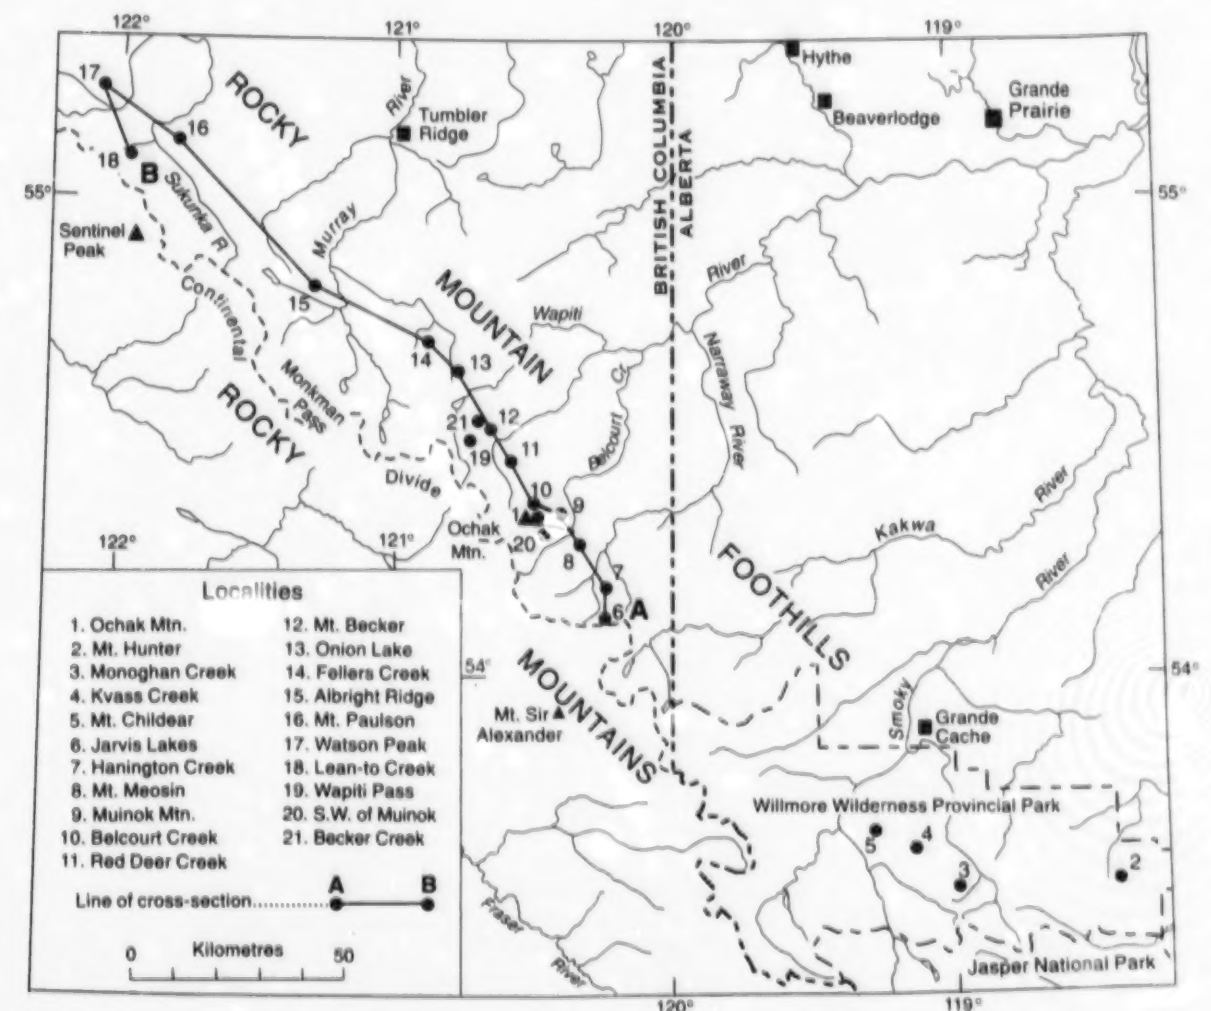 122°
121°
120°
119°
17
ROCKY
River
Tumbler
Ridge
Hythe
Beaverlodge
Grande
Prairie
16
18
B
BRITISH COLUMBIA
ALBERTA
55°
55°
Sukunka R
Sentinel
Peak
Murray
Continental
15
MOUNTAIN
River
Wapiti
14
13
Monkman
Pass
ROCKY
Narraway
River
Belcourt
Cr.
21
12
19
11
Divide
10
9
1
20
Ochak
Mtn.
8
7
6
A
River
Kakwa
River
122°
121°
FOOTHILLS
Localities
1. Ochak Mtn.
2. Mt. Hunter
3. Monoghan Creek
4. Kvass Creek
5. Mt. Childear
6. Jarvis Lakes
7. Hanington Creek
8. Mt. Meosin
9. Muinok Mtn.
10. Belcourt Creek
11. Red Deer Creek
12. Mt. Becker
13. Onion Lake
14. Fellers Creek
15. Albright Ridge
16. Mt. Paulson
17. Watson Peak
18. Lean-to Creek
19. Wapiti Pass
20. S.W. of Muinok
21. Becker Creek
A B
Line of cross-section
Kilometres
0 50
54°
54°
MOUNTAINS
Mt. Sir
Alexander
Smoky
Grande
Cache
Willmore Wilderness Provincial Park
5
4
3
2
Fraser
River
Jasper National Park
120°
119°